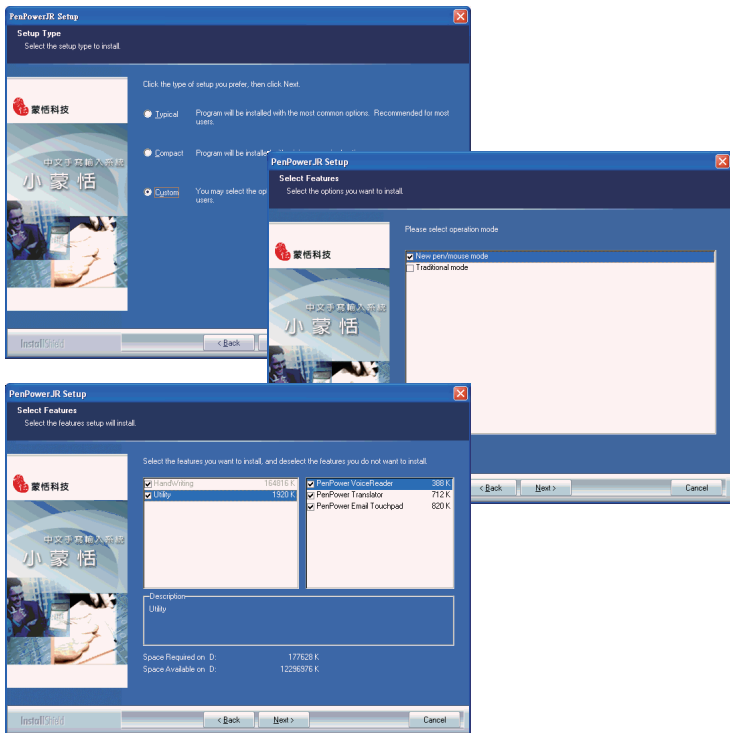 PenPowerJR Setup
Setup Type
Select the setup type to install.
蒙恬科技
中文手寫輸入系統
小蒙恬
Click the type of setup you prefer, then click Next.
Typical
Program will be installed with the most common options. Recommended for most
users.
Compact
Program will be installed
Custom
You may select the op
users.
InstallShield
< Back
PenPowerJR Setup
Select Features
Select the options you want to install.
蒙恬科技
中文手寫輸入系統
小蒙恬
Please select operation mode
New pen/mouse mode
Traditional mode
< Back
Next >
Cancel
PenPowerJR Setup
Select Features
Select the features setup will install.
蒙恬科技
中文手寫輸入系統
小蒙恬
Select the features you want to install, and deselect the features you do not want to install.
HandWriting 164816 K
Utility 1920 K
PenPower VoiceReader 388 K
PenPower Translator 712 K
PenPower Email Touchpad 820 K
Description
Utility
Space Required on D: 177628 K
Space Available on D: 12296976 K
InstallShield
< Back
Next >
Cancel